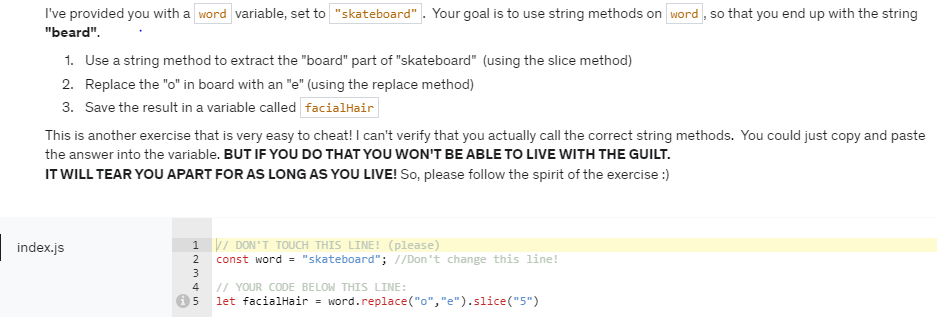 I've provided you with a word variable, set to "skateboard". Your goal is to use string methods on word, so that you end up with the string
"beard".
1. Use a string method to extract the "board" part of "skateboard" (using the slice method)
2. Replace the "o" in board with an "e" (using the replace method)
3. Save the result in a variable called facialHair
This is another exercise that is very easy to cheat! I can't verify that you actually call the correct string methods. You could just copy and paste
the answer into the variable. BUT IF YOU DO THAT YOU WON'T BE ABLE TO LIVE WITH THE GUILT.
IT WILL TEAR YOU APART FOR AS LONG AS YOU LIVE! So, please follow the spirit of the exercise :)
index.js
1 // DON'T TOUCH THIS LINE! (please)
2 const word = "skateboard"; //Don't change this line!
3
4 // YOUR CODE BELOW THIS LINE:
5 let facialHair = word.replace("o","e").slice("5")